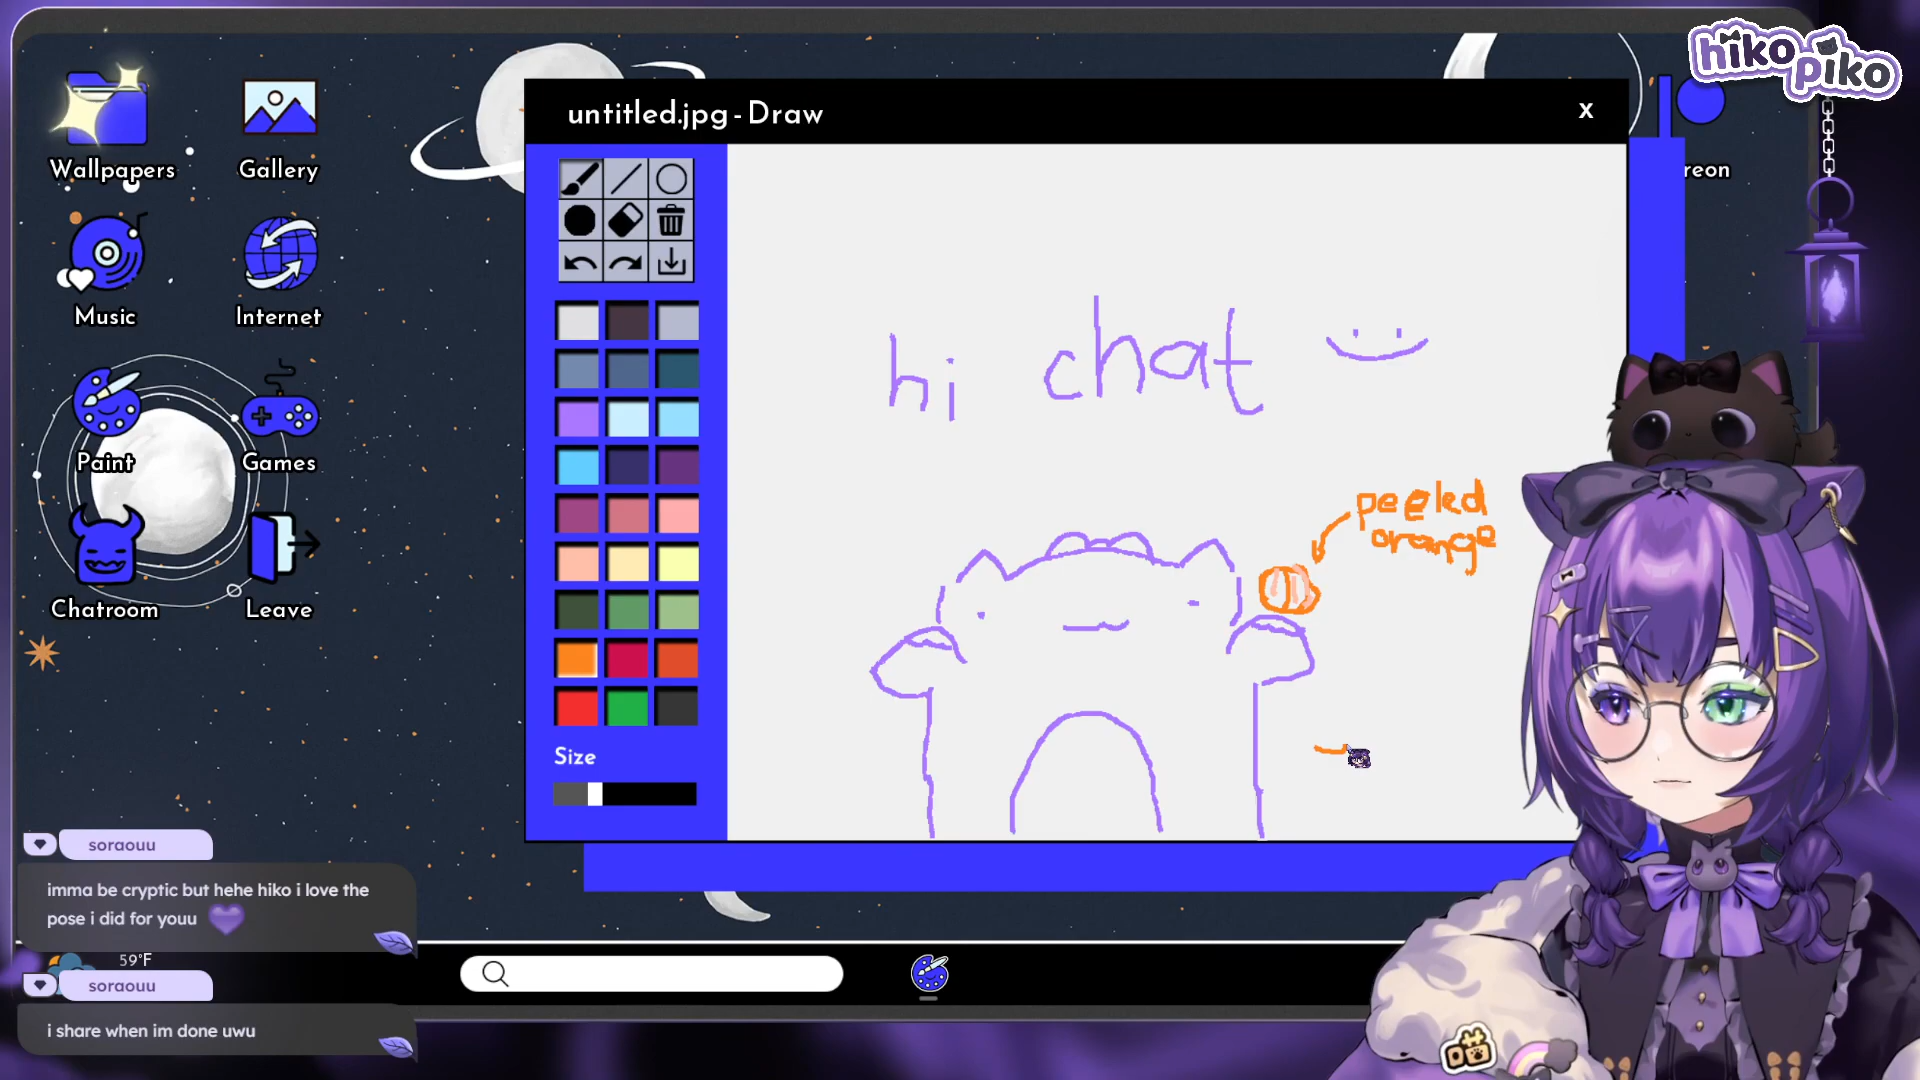 hiko
piko
untitled.jpg - Draw
x
Wallpapers
Gallery
reon
Music
Internet
hi chat
Paint
Games
peeled
orange
Chatroom
Leave
Size
soraouu
imma be cryptic but hehe hiko i love the
pose i did for youu
59°F
soraouu
i share when im done uwu